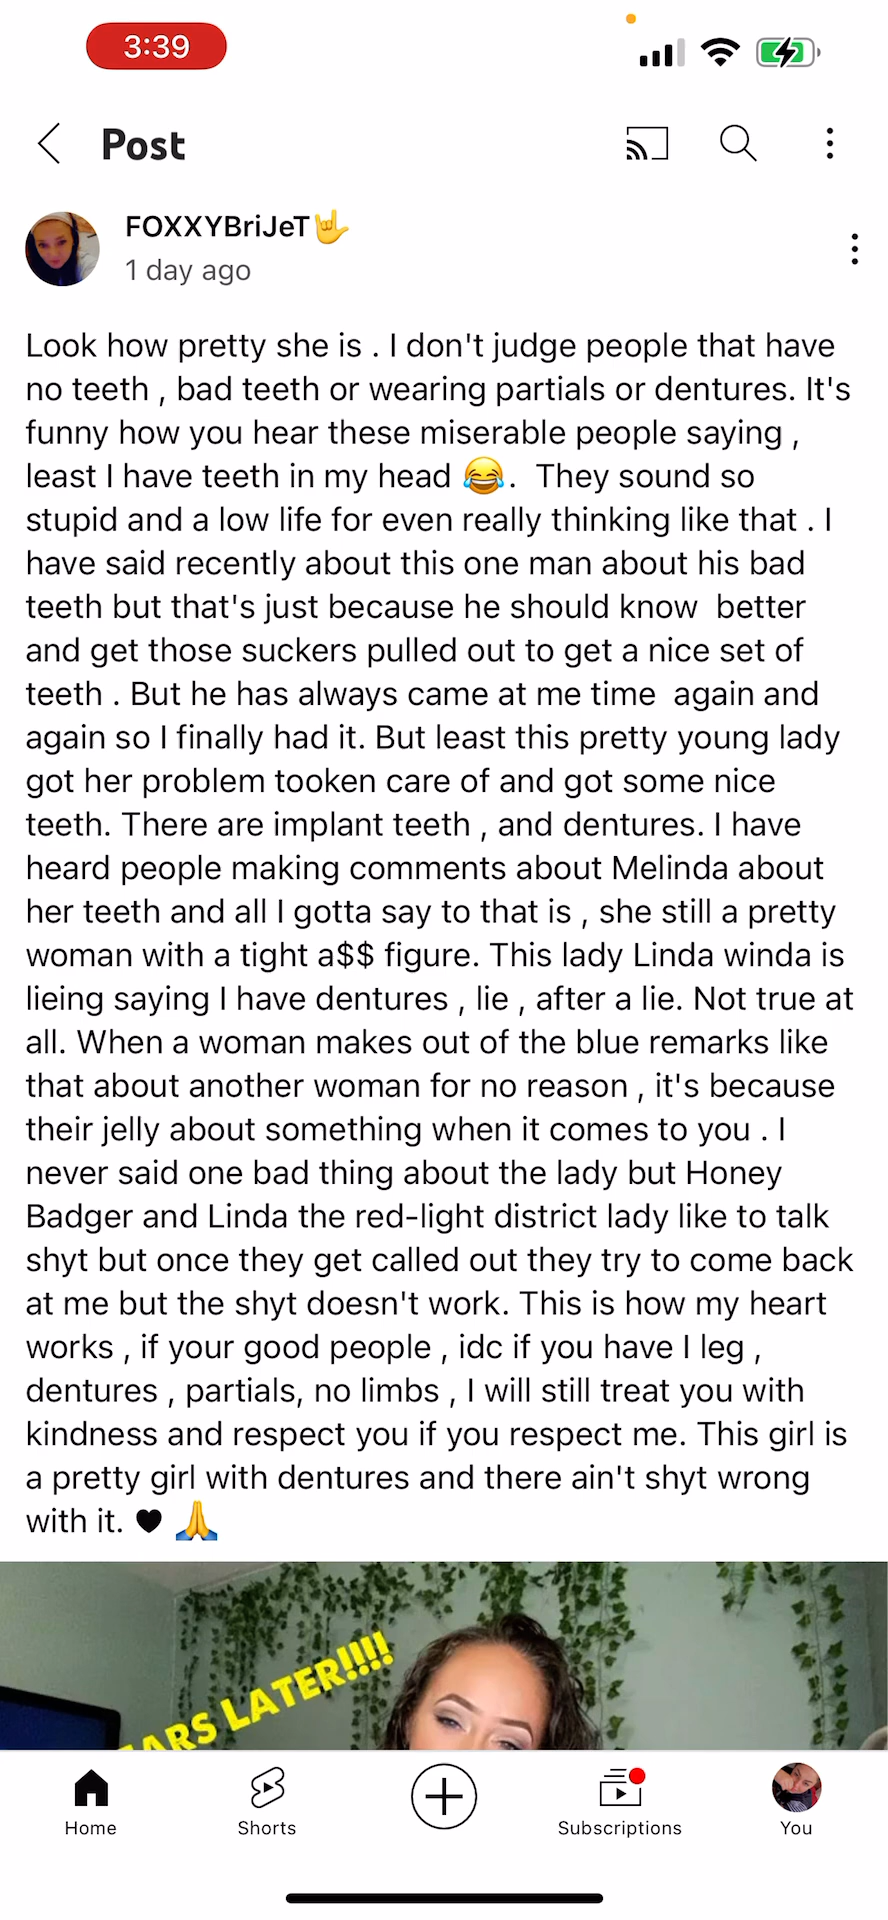 3:39
Post
FOXXYBriJeT🤟
1 day ago
Look how pretty she is . I don't judge people that have
no teeth , bad teeth or wearing partials or dentures. It's
funny how you hear these miserable people saying ,
least I have teeth in my head 😂.  They sound so
stupid and a low life for even really thinking like that . I
have said recently about this one man about his bad
teeth but that's just because he should know  better
and get those suckers pulled out to get a nice set of
teeth . But he has always came at me time  again and
again so I finally had it. But least this pretty young lady
got her problem tooken care of and got some nice
teeth. There are implant teeth , and dentures. I have
heard people making comments about Melinda about
her teeth and all I gotta say to that is , she still a pretty
woman with a tight a$$ figure. This lady Linda winda is
lieing saying I have dentures , lie , after a lie. Not true at
all. When a woman makes out of the blue remarks like
that about another woman for no reason , it's because
their jelly about something when it comes to you . I
never said one bad thing about the lady but Honey
Badger and Linda the red-light district lady like to talk
shyt but once they get called out they try to come back
at me but the shyt doesn't work. This is how my heart
works , if your good people , idc if you have I leg ,
dentures , partials, no limbs , I will still treat you with
kindness and respect you if you respect me. This girl is
a pretty girl with dentures and there ain't shyt wrong
with it. 🖤 🙏
LATER!!!!
Home
Shorts
Subscriptions
You